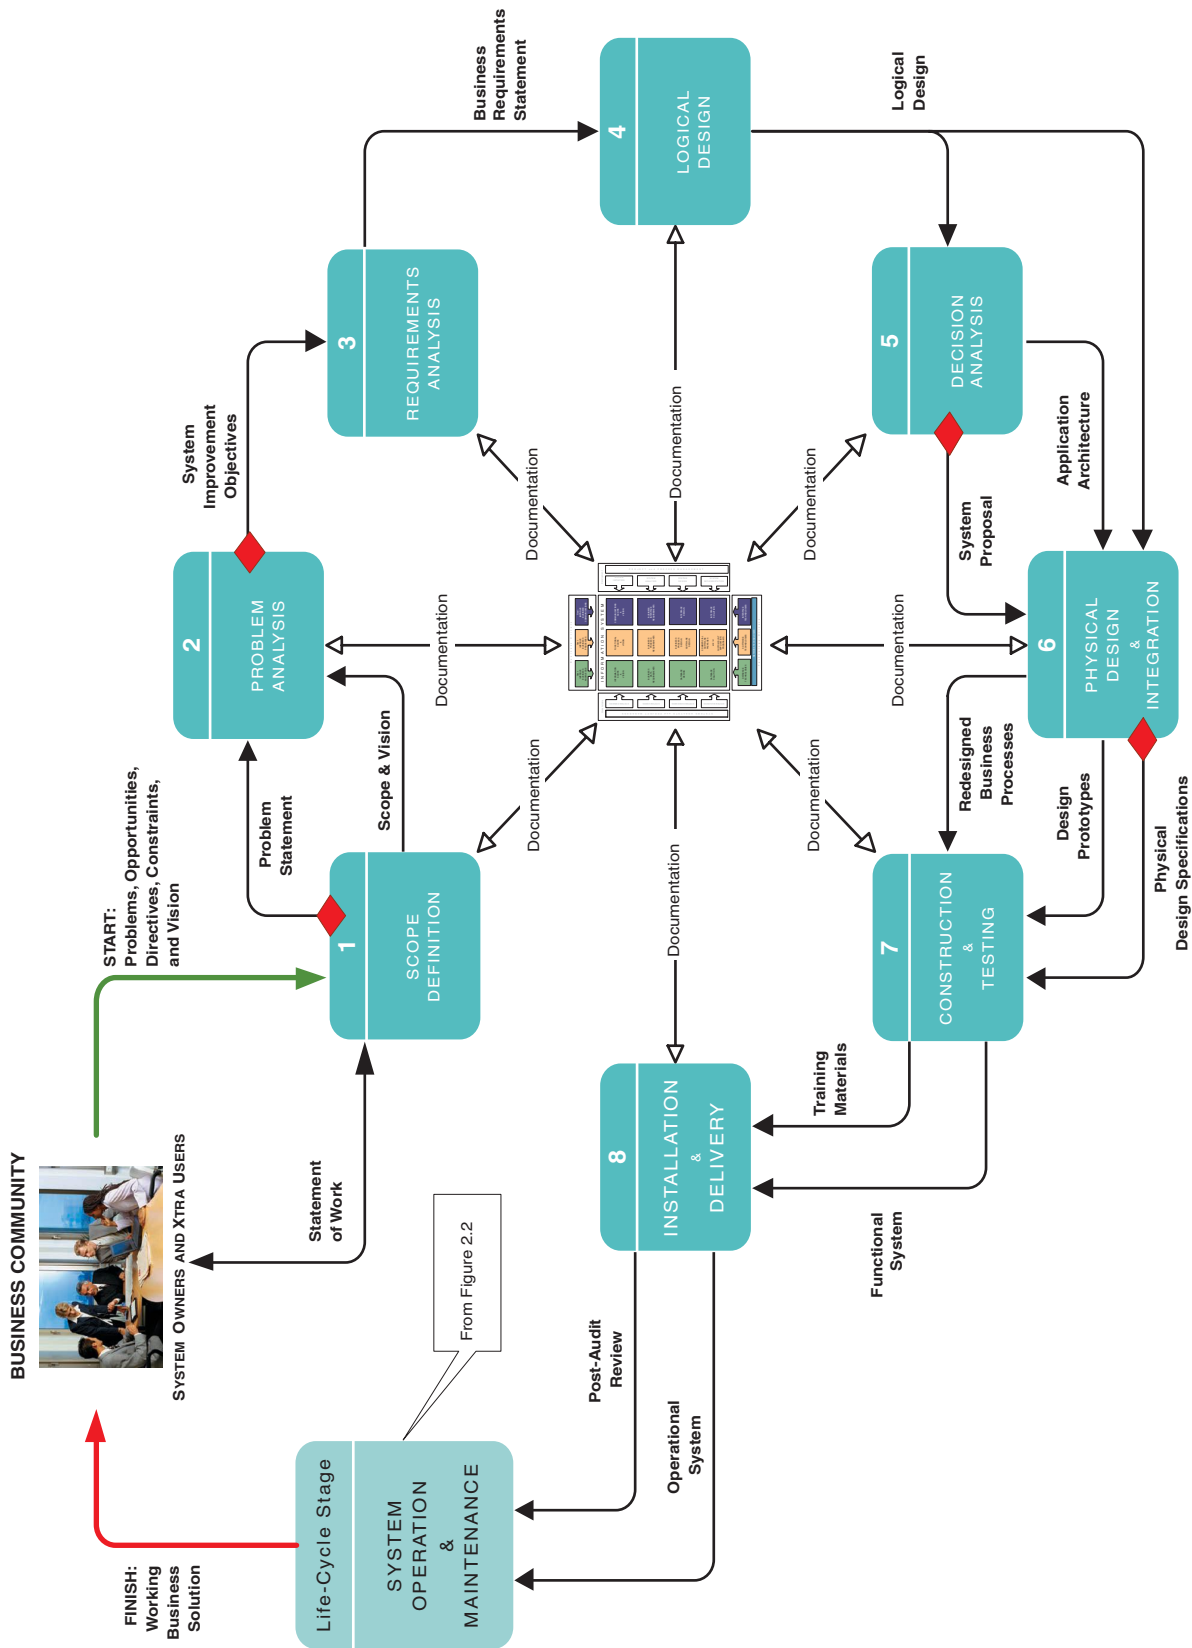 BUSINESS COMMUNITY
SYSTEM OWNERS AND XTRA USERS
START:
Problems, Opportunities,
Directives, Constraints,
and Vision
FINISH:
Working
Business
Solution
Statement
of Work
1
SCOPE
DEFINITION
Problem
Statement
Scope & Vision
2
PROBLEM
ANALYSIS
System
Improvement
Objectives
3
REQUIREMENTS
ANALYSIS
Business
Requirements
Statement
4
LOGICAL
DESIGN
Logical
Design
5
DECISION
ANALYSIS
System
Proposal
Application
Architecture
6
PHYSICAL
DESIGN
&
INTEGRATION
Redesigned
Business
Processes
Design
Prototypes
Physical
Design Specifications
7
CONSTRUCTION
&
TESTING
Training
Materials
Functional
System
8
INSTALLATION
&
DELIVERY
Post-Audit
Review
Operational
System
Life-Cycle Stage
SYSTEM
OPERATION
&
MAINTENANCE
From Figure 2.2
Documentation
Documentation
Documentation
Documentation
Documentation
Documentation
Documentation
Documentation
INFORMATION SYSTEM